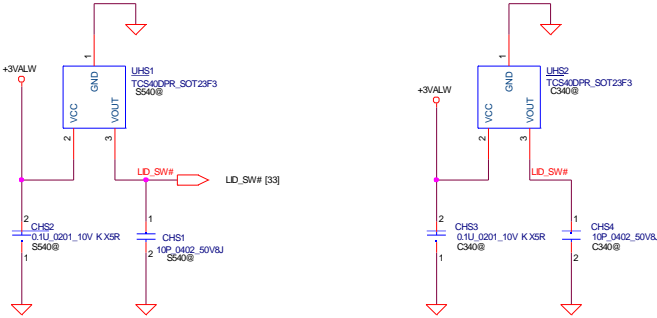 1
GND
VCC
VOUT
2
3
UHS1
TCS40DPR_SOT23F3
S540@
+3VALW
LID_SW#
LID_SW# [33]
2
CHS2
0.1U_0201_10V K X5R
S540@
1
1
CHS1
10P_0402_50V8J
S540@
2
1
GND
VCC
VOUT
2
3
UHS2
TCS40DPR_SOT23F3
C340@
+3VALW
LID_SW#
2
CHS3
0.1U_0201_10V K X5R
C340@
1
1
CHS4
10P_0402_50V8J
C340@
2